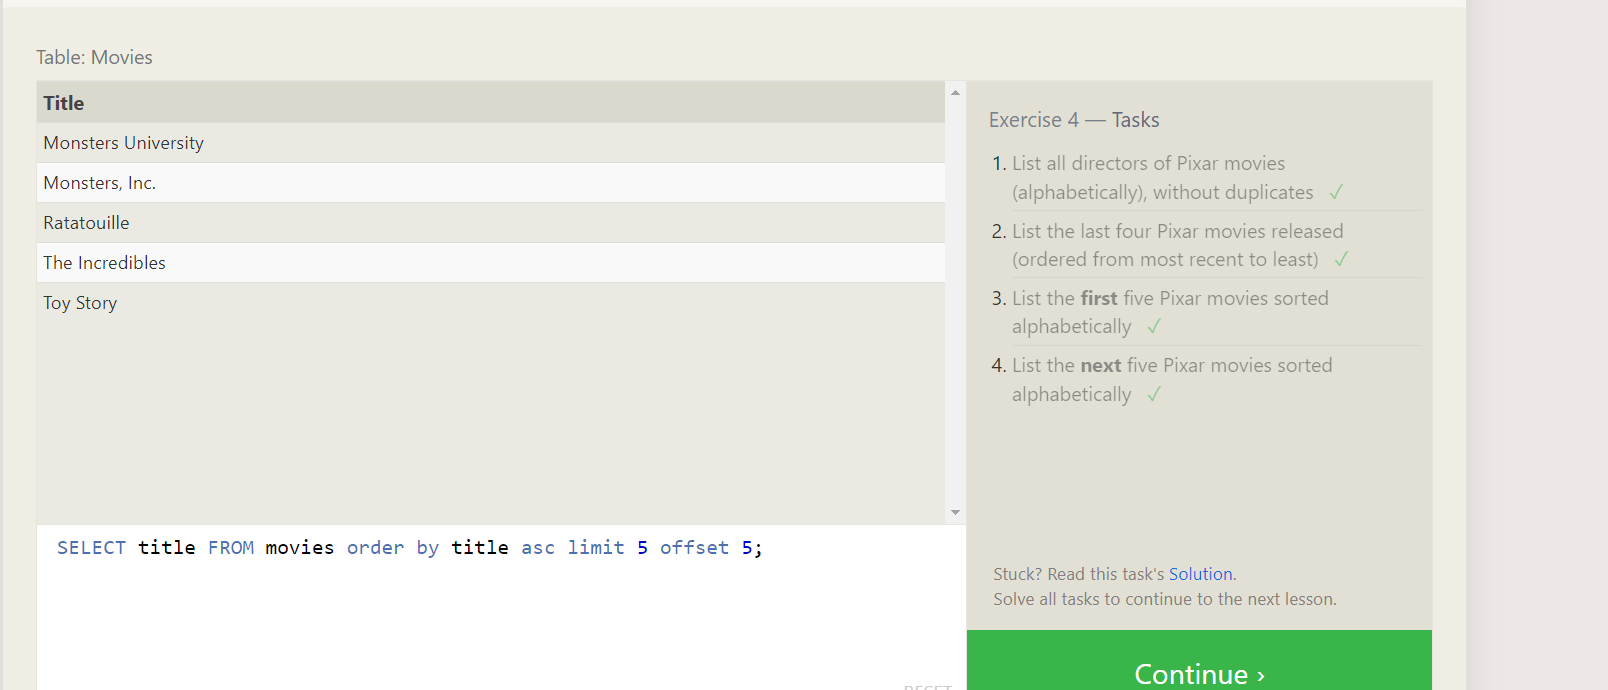 Table: Movies
Title
Monsters University
Monsters, Inc.
Ratatouille
The Incredibles
Toy Story
SELECT title FROM movies order by title asc limit 5 offset 5;
RESET
Exercise 4 — Tasks
1. List all directors of Pixar movies
(alphabetically), without duplicates ✓
2. List the last four Pixar movies released
(ordered from most recent to least) ✓
3. List the first five Pixar movies sorted
alphabetically ✓
4. List the next five Pixar movies sorted
alphabetically ✓
Stuck? Read this task's Solution.
Solve all tasks to continue to the next lesson.
Continue ›